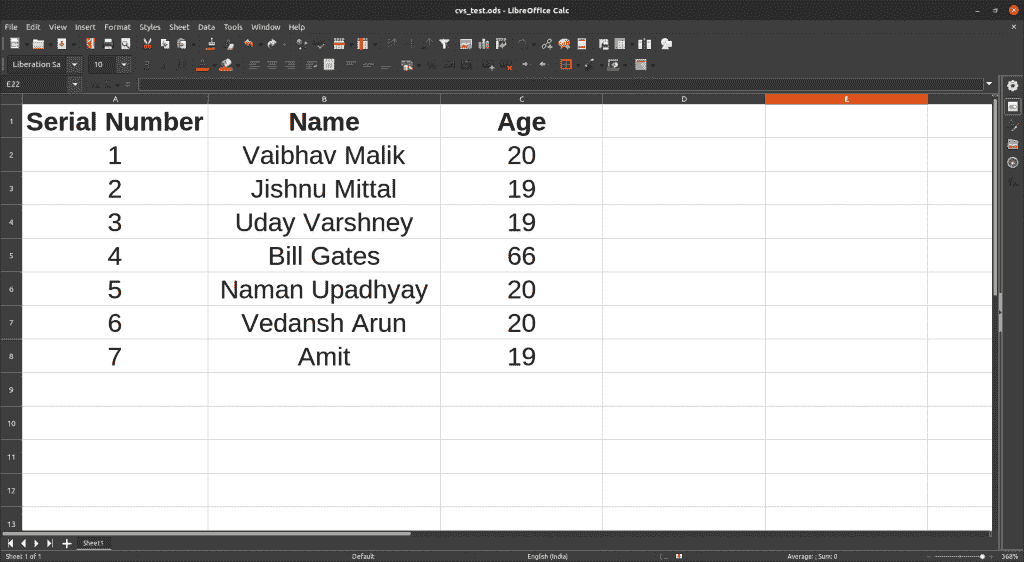 cvs_test.ods - LibreOffice Calc
File Edit View Insert Format Styles Sheet Data Tools Window Help
Liberation Sa 10
E22
A B C D E
1 Serial Number Name Age
2 1 Vaibhav Malik 20
3 2 Jishnu Mittal 19
4 3 Uday Varshney 19
5 4 Bill Gates 66
6 5 Naman Upadhyay 20
7 6 Vedansh Arun 20
8 7 Amit 19
9
10
11
12
13
Sheet1
Sheet 1 of 1 Default English (India) Average: ; Sum: 0 368%